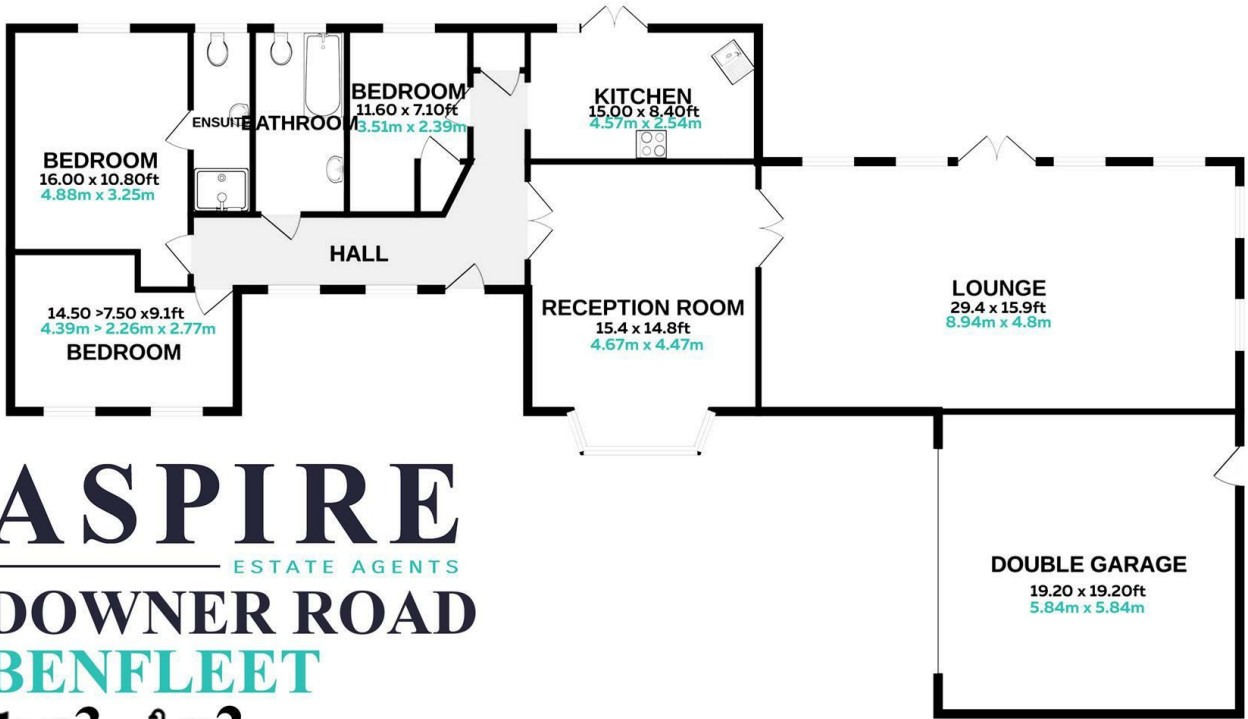 BEDROOM
16.00 x 10.80ft
4.88m x 3.25m
ENSUITE
BATHROOM
BEDROOM
11.60 x 7.10ft
3.51m x 2.39m
KITCHEN
15.00 x 8.40ft
4.57m x 2.54m
HALL
14.50 >7.50 x9.1ft
4.39m > 2.26m x 2.77m
BEDROOM
RECEPTION ROOM
15.4 x 14.8ft
4.67m x 4.47m
LOUNGE
29.4 x 15.9ft
8.94m x 4.8m
DOUBLE GARAGE
19.20 x 19.20ft
5.84m x 5.84m
ASPIRE
ESTATE AGENTS
DOWNER ROAD
BENFLEET